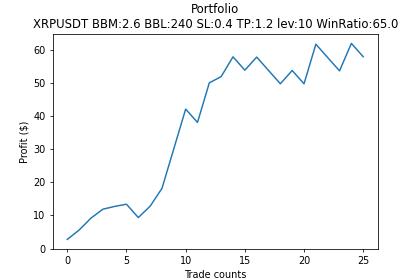 Portfolio
XRPUSDT BBM:2.6 BBL:240 SL:0.4 TP:1.2 lev:10 WinRatio:65.0
60
50
40
30
20
10
0
Profit ($)
0 5 10 15 20 25
Trade counts